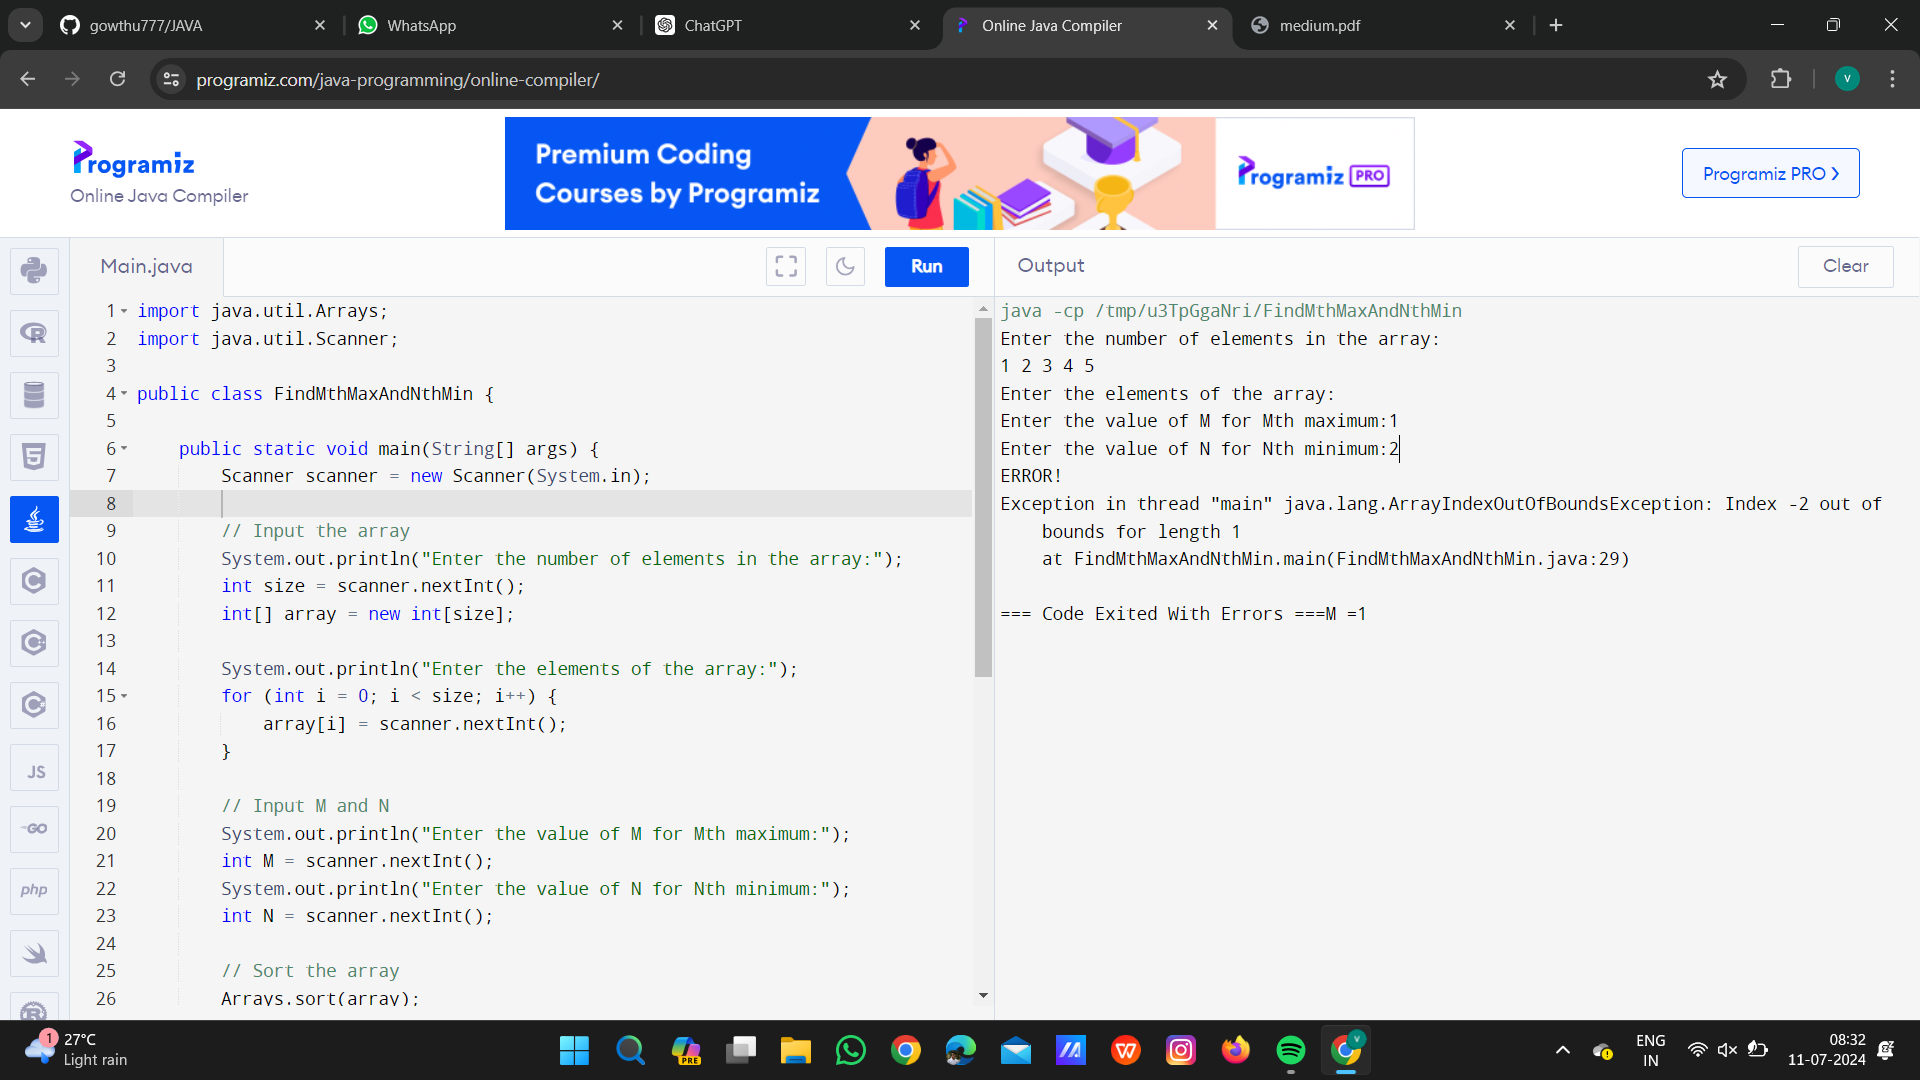 gowthu777/JAVA
WhatsApp
ChatGPT
Online Java Compiler
medium.pdf
programiz.com/java-programming/online-compiler/
V
Programiz
Online Java Compiler
Premium Coding
Courses by Programiz
Programiz PRO
Programiz PRO
Main.java
Run
Output
Clear
1 import java.util.Arrays;
2 import java.util.Scanner;
3
4 public class FindMthMaxAndNthMin {
5
6 public static void main(String[] args) {
7 Scanner scanner = new Scanner(System.in);
8
9 // Input the array
10 System.out.println("Enter the number of elements in the array:");
11 int size = scanner.nextInt();
12 int[] array = new int[size];
13
14 System.out.println("Enter the elements of the array:");
15 for (int i = 0; i < size; i++) {
16 array[i] = scanner.nextInt();
17 }
18
19 // Input M and N
20 System.out.println("Enter the value of M for Mth maximum:");
21 int M = scanner.nextInt();
22 System.out.println("Enter the value of N for Nth minimum:");
23 int N = scanner.nextInt();
24
25 // Sort the array
26 Arrays.sort(array);
java -cp /tmp/u3TpGgaNri/FindMthMaxAndNthMin
Enter the number of elements in the array:
1 2 3 4 5
Enter the elements of the array:
Enter the value of M for Mth maximum:1
Enter the value of N for Nth minimum:2
ERROR!
Exception in thread "main" java.lang.ArrayIndexOutOfBoundsException: Index -2 out of
bounds for length 1
at FindMthMaxAndNthMin.main(FindMthMaxAndNthMin.java:29)
=== Code Exited With Errors ===M =1
R
5
C
C
C
JS
GO
php
R
1
27°C
Light rain
PRE
W
V
ENG
IN
08:32
11-07-2024